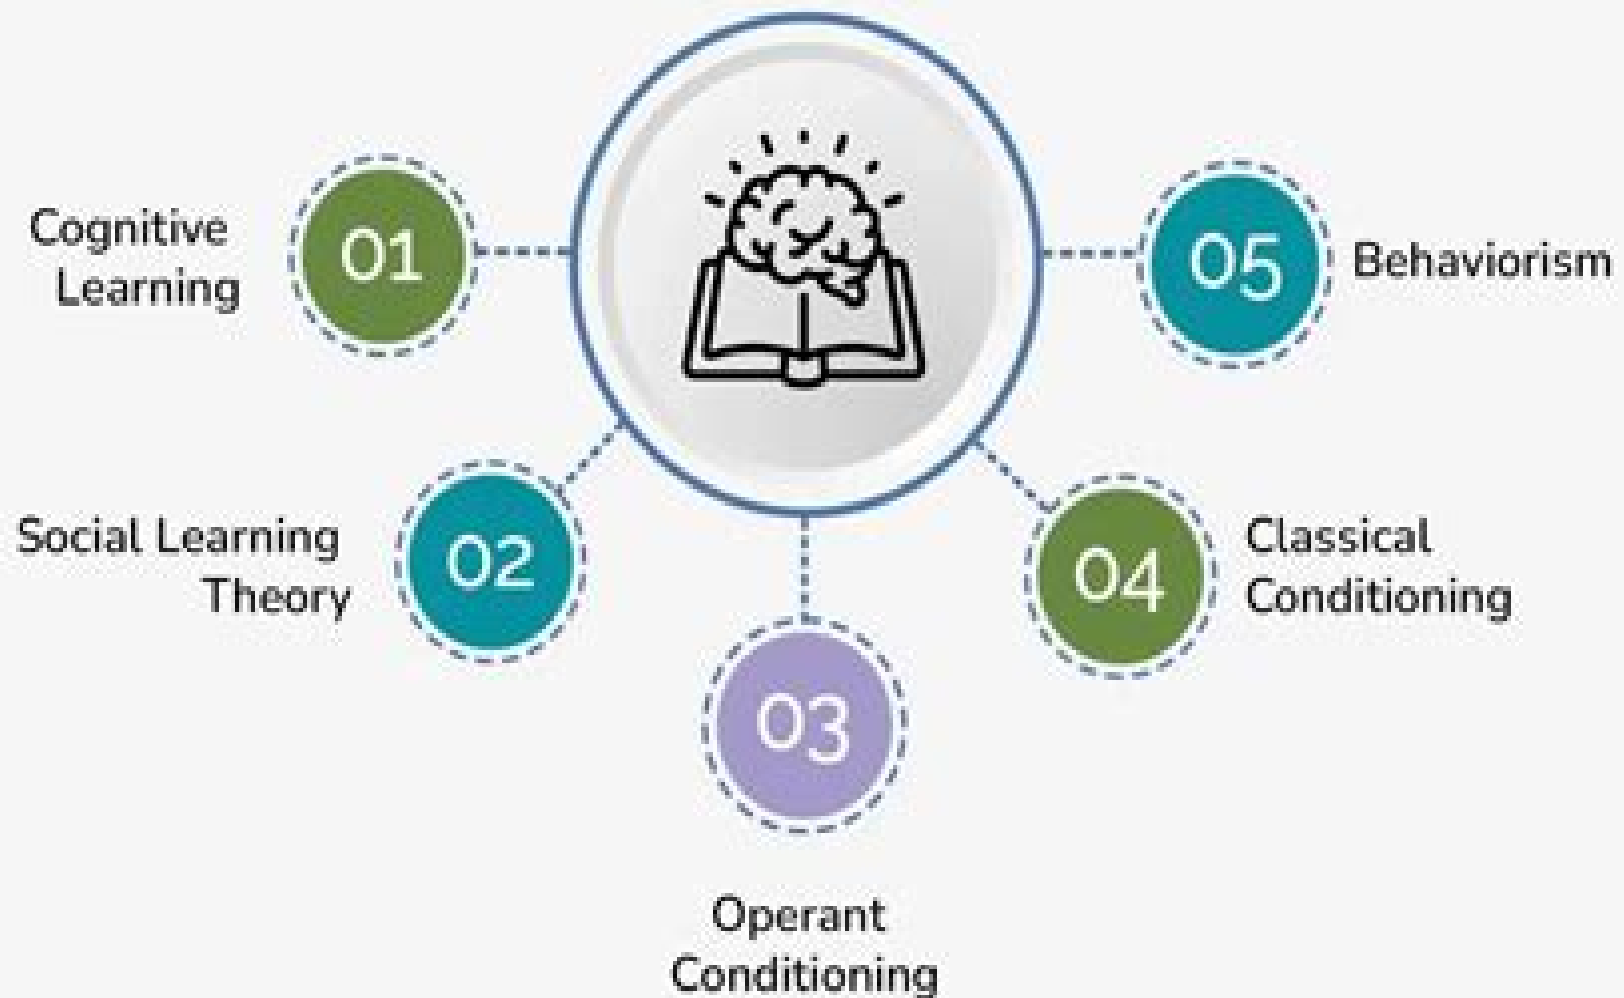 01
Cognitive
Learning
02
Social Learning
Theory
03
Operant
Conditioning
04
Classical
Conditioning
05
Behaviorism